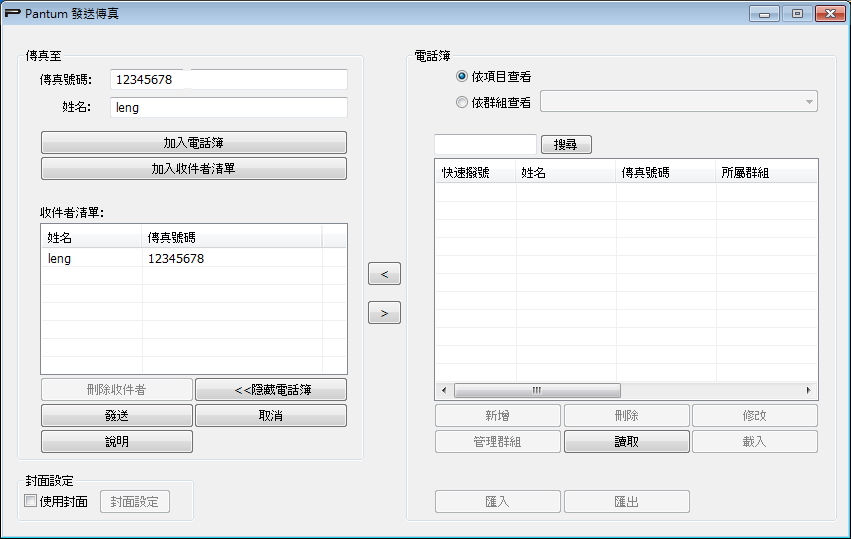 Pantum 發送傳真
傳真至
傳真號碼: 12345678
姓名: leng
加入電話簿
加入收件者清單
收件者清單:
姓名 傳真號碼
leng 12345678
刪除收件者 <<隱藏電話簿
發送 取消
說明
封面設定
使用封面 封面設定
<
>
電話簿
依項目查看
依群組查看
搜尋
快速撥號 姓名 傳真號碼 所屬群組
新增 刪除 修改
管理群組 讀取 載入
匯入 匯出